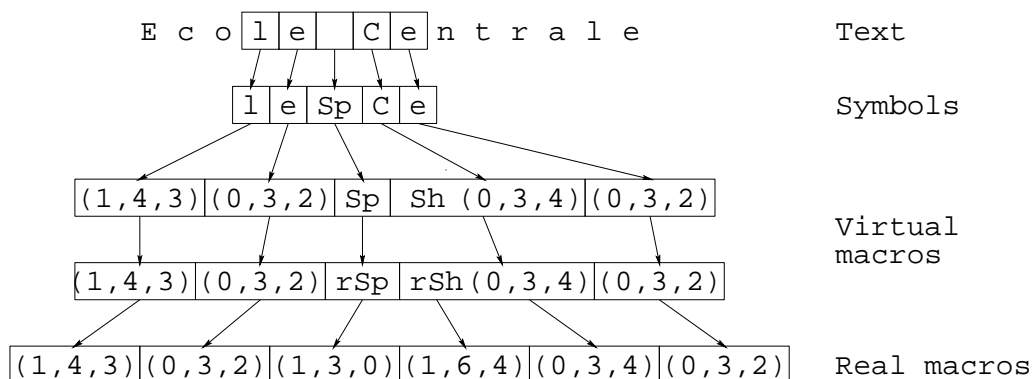 E c o l e   C e n t r a l e Text
l e Sp C e Symbols
(1,4,3) (0,3,2) Sp Sh (0,3,4) (0,3,2)
Virtual
macros
(1,4,3) (0,3,2) rSp rSh (0,3,4) (0,3,2)
(1,4,3) (0,3,2) (1,3,0) (1,6,4) (0,3,4) (0,3,2) Real macros